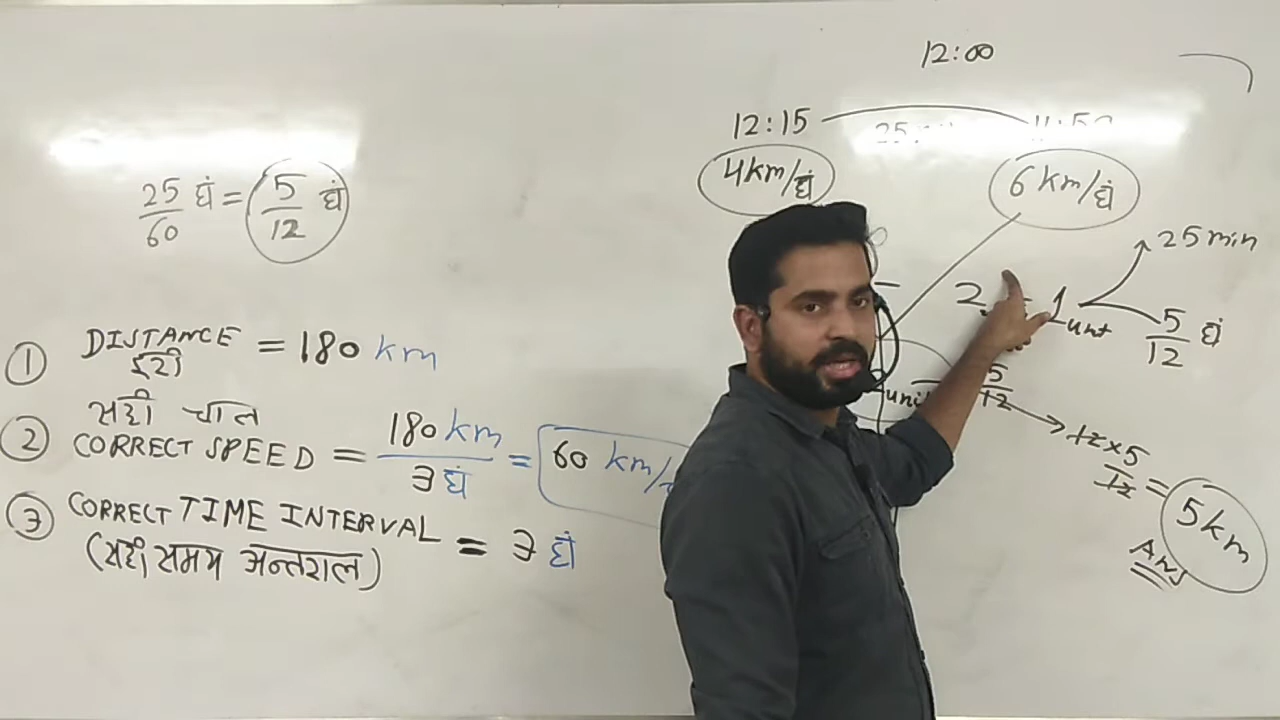 25/60 घं = 5/12 घं
① DISTANCE = 180 km
दूरी
सही चाल
② CORRECT SPEED = 180 km / 3 घं = 60 km/
③ CORRECT TIME INTERVAL = 3 घं
(सही समय अन्तराल)
12:00
12:15
4km/घं
6 km/घं
25 min
2 1 unt
5/12 घं
5/12
12×5/12 = 5km
Ans